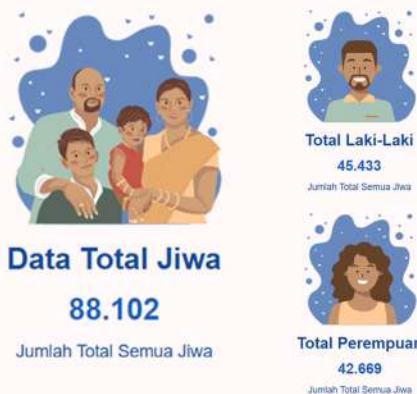 Data Total Jiwa
88.102
Jumlah Total Semua Jiwa
Total Laki-Laki
45.433
Jumlah Total Semua Jiwa
Total Perempuan
42.669
Jumlah Total Semua Jiwa